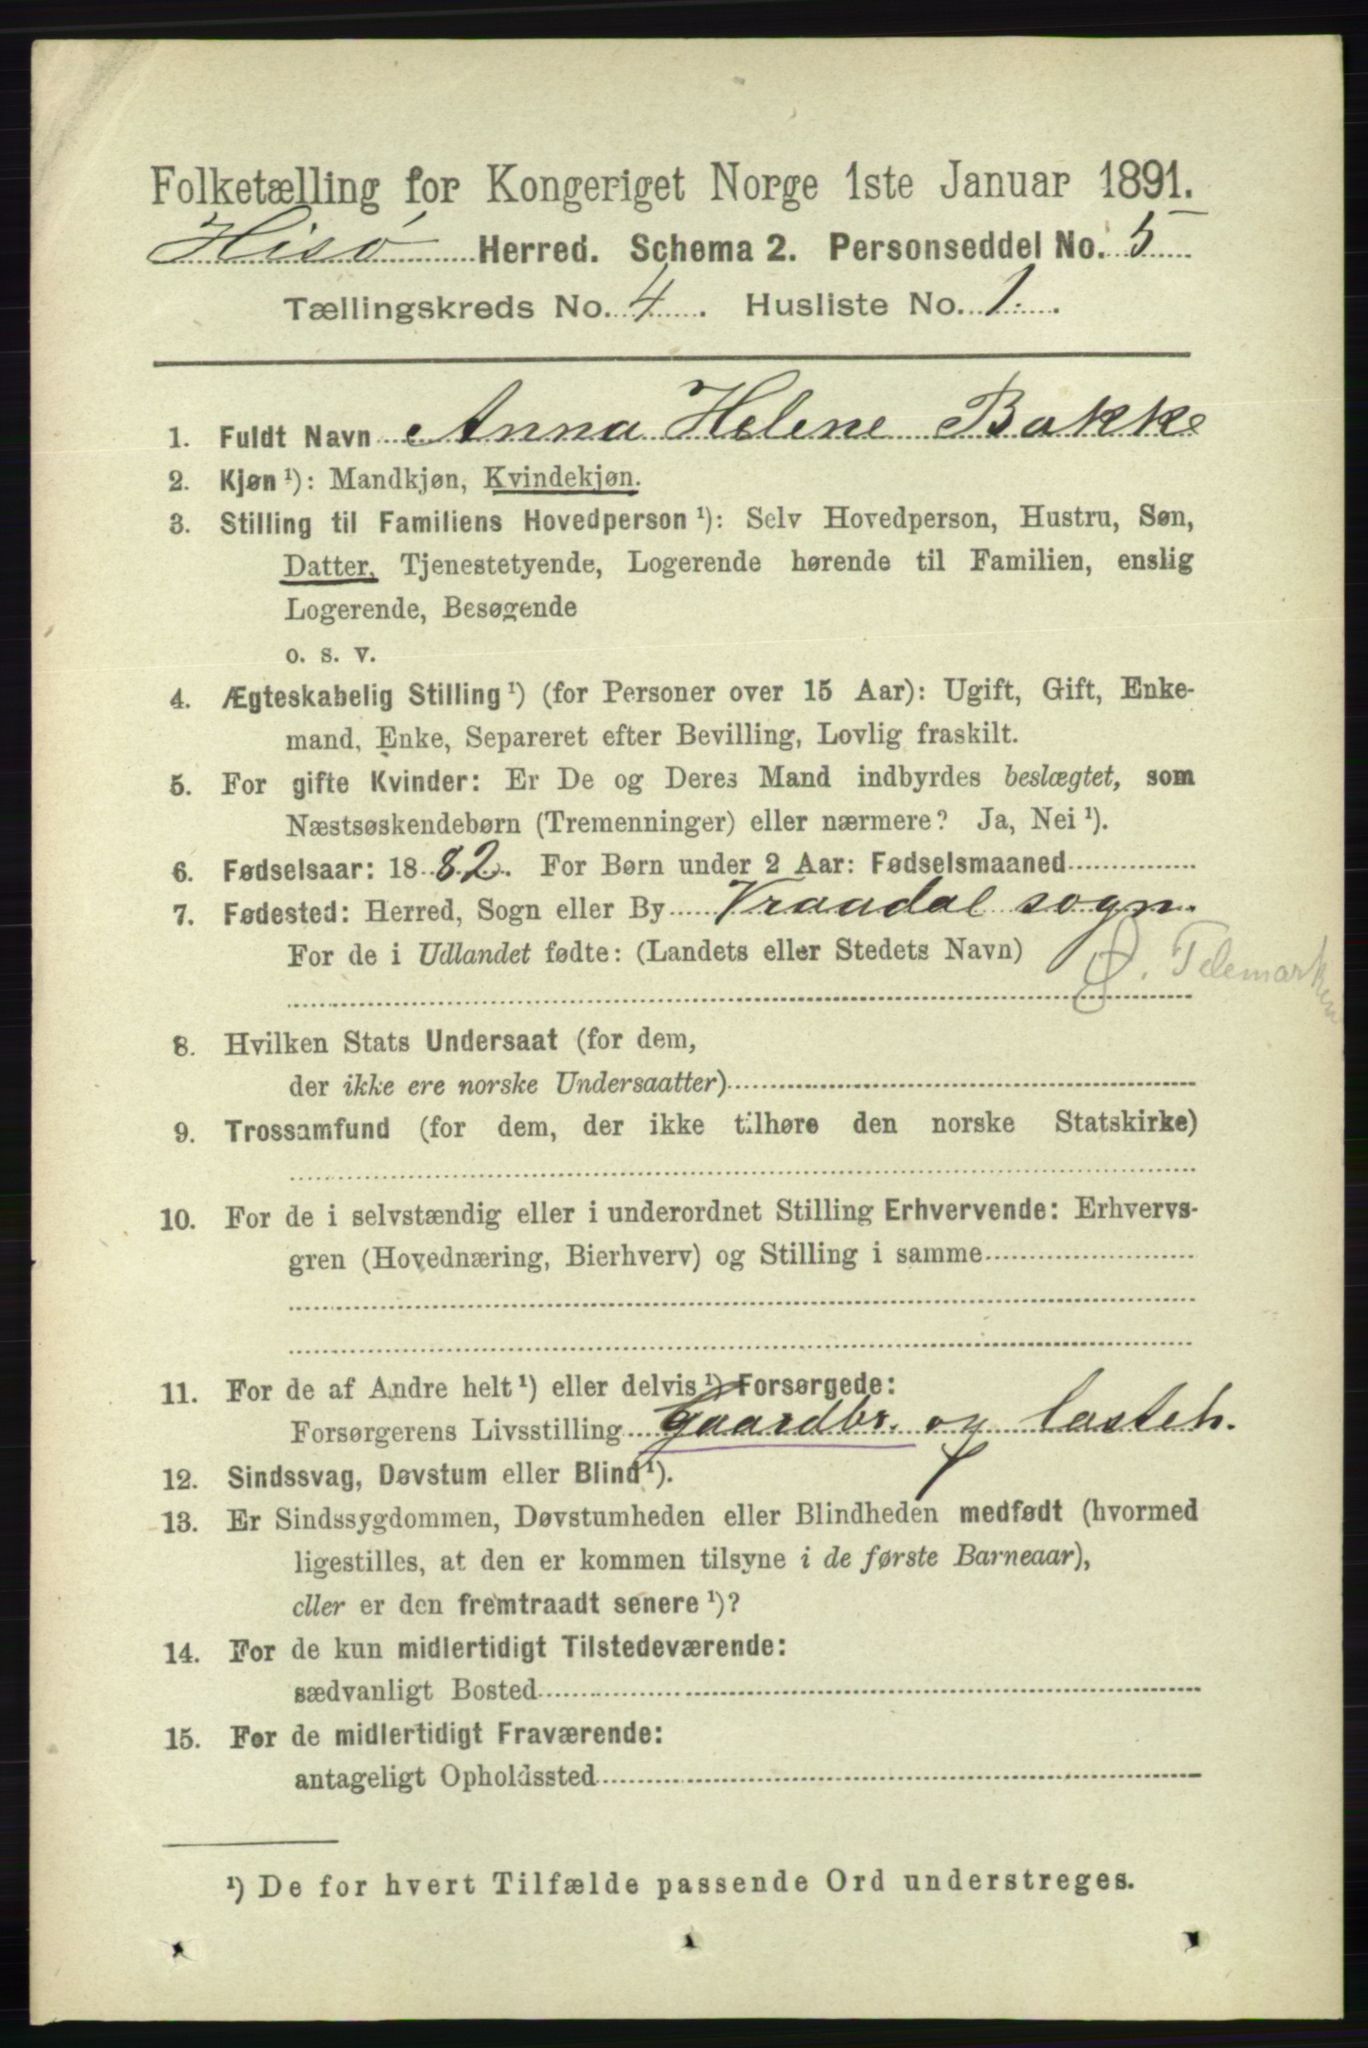 Folketælling for Kongeriget Norge 1ste Januar 1891.
Hisø Herred. Schema 2. Personseddel No. 5
Tællingskreds No. 4. Husliste No. 1.
1. Fuldt Navn Anna Helene Bakke
2. Kjøn ¹): Mandkjøn, Kvindekjøn.
3. Stilling til Familiens Hovedperson ¹): Selv Hovedperson, Hustru, Søn,
Datter, Tjenestetyende, Logerende hørende til Familien, enslig
Logerende, Besøgende
o. s. v.
4. Ægteskabelig Stilling ¹) (for Personer over 15 Aar): Ugift, Gift, Enke-
mand, Enke, Separeret efter Bevilling, Lovlig fraskilt.
5. For gifte Kvinder: Er De og Deres Mand indbyrdes beslægtet, som
Næstsøskendebørn (Tremenninger) eller nærmere? Ja, Nei ¹).
6. Fødselsaar: 1882. For Børn under 2 Aar: Fødselsmaaned
7. Fødested: Herred, Sogn eller By Vraadal sogn.
For de i Udlandet fødte: (Landets eller Stedets Navn) Ø. Telemarken
8. Hvilken Stats Undersaat (for dem,
der ikke ere norske Undersaatter)
9. Trossamfund (for dem, der ikke tilhøre den norske Statskirke)
10. For de i selvstændig eller i underordnet Stilling Erhvervende: Erhvervs-
gren (Hovednæring, Bierhverv) og Stilling i samme
11. For de af Andre helt ¹) eller delvis ¹) Forsørgede:
Forsørgerens Livsstilling Gaardbr. og lasteh.
12. Sindssvag, Døvstum eller Blind ¹).
13. Er Sindssygdommen, Døvstumheden eller Blindheden medfødt (hvormed
ligestilles, at den er kommen tilsyne i de første Barneaar),
eller er den fremtraadt senere ¹)?
14. For de kun midlertidigt Tilstedeværende:
sædvanligt Bosted
15. For de midlertidigt Fraværende:
antageligt Opholdssted
¹) De for hvert Tilfælde passende Ord understreges.